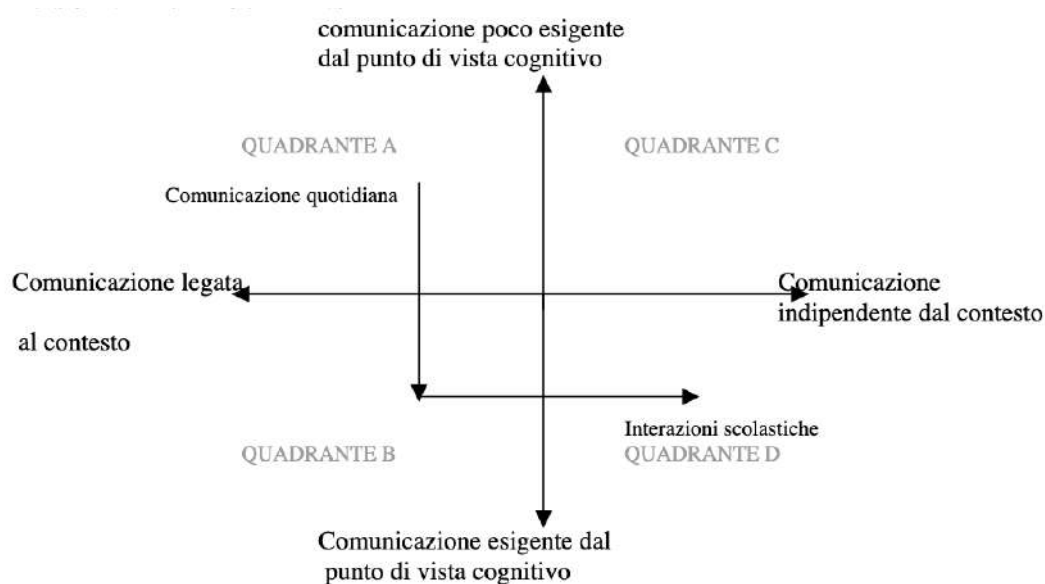 comunicazione poco esigente
dal punto di vista cognitivo
QUADRANTE A
QUADRANTE C
Comunicazione quotidiana
Comunicazione legata
al contesto
Comunicazione
indipendente dal contesto
Interazioni scolastiche
QUADRANTE B
QUADRANTE D
Comunicazione esigente dal
punto di vista cognitivo